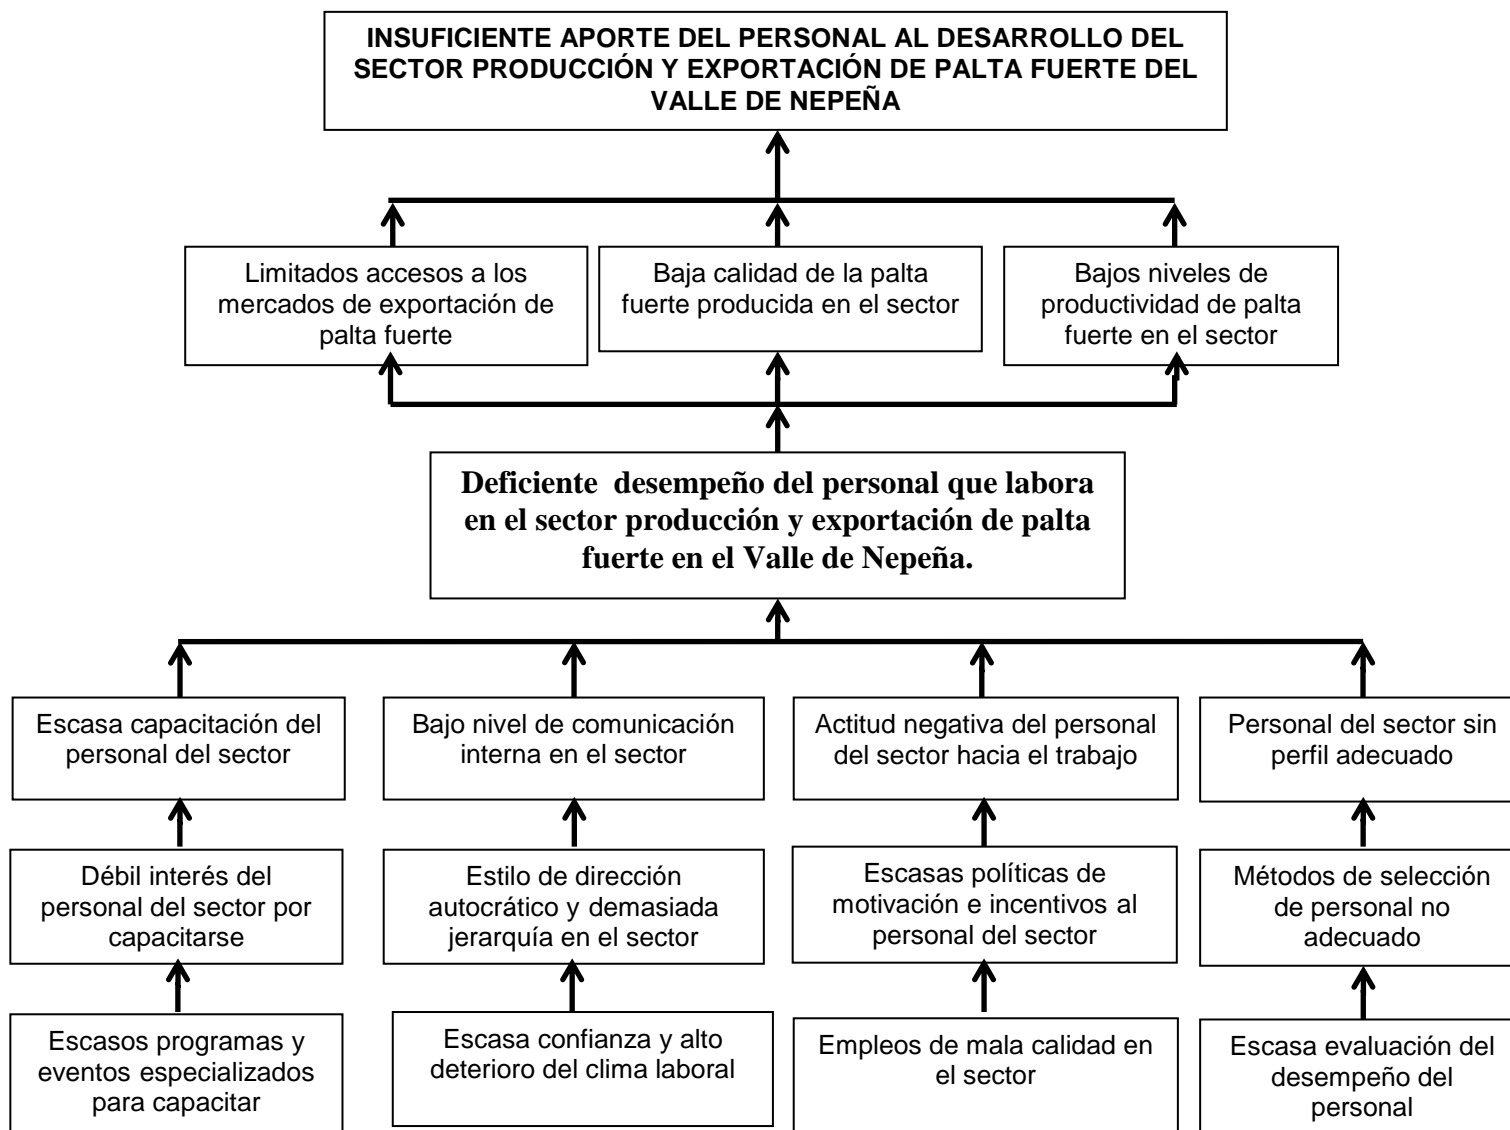 INSUFICIENTE APORTE DEL PERSONAL AL DESARROLLO DEL
SECTOR PRODUCCIÓN Y EXPORTACIÓN DE PALTA FUERTE DEL
VALLE DE NEPEÑA
Limitados accesos a los
mercados de exportación de
palta fuerte
Baja calidad de la palta
fuerte producida en el sector
Bajos niveles de
productividad de palta
fuerte en el sector
Deficiente desempeño del personal que labora
en el sector producción y exportación de palta
fuerte en el Valle de Nepeña.
Escasa capacitación del
personal del sector
Bajo nivel de comunicación
interna en el sector
Actitud negativa del personal
del sector hacia el trabajo
Personal del sector sin
perfil adecuado
Débil interés del
personal del sector por
capacitarse
Estilo de dirección
autocrático y demasiada
jerarquía en el sector
Escasas políticas de
motivación e incentivos al
personal del sector
Métodos de selección
de personal no
adecuado
Escasos programas y
eventos especializados
para capacitar
Escasa confianza y alto
deterioro del clima laboral
Empleos de mala calidad en
el sector
Escasa evaluación del
desempeño del
personal